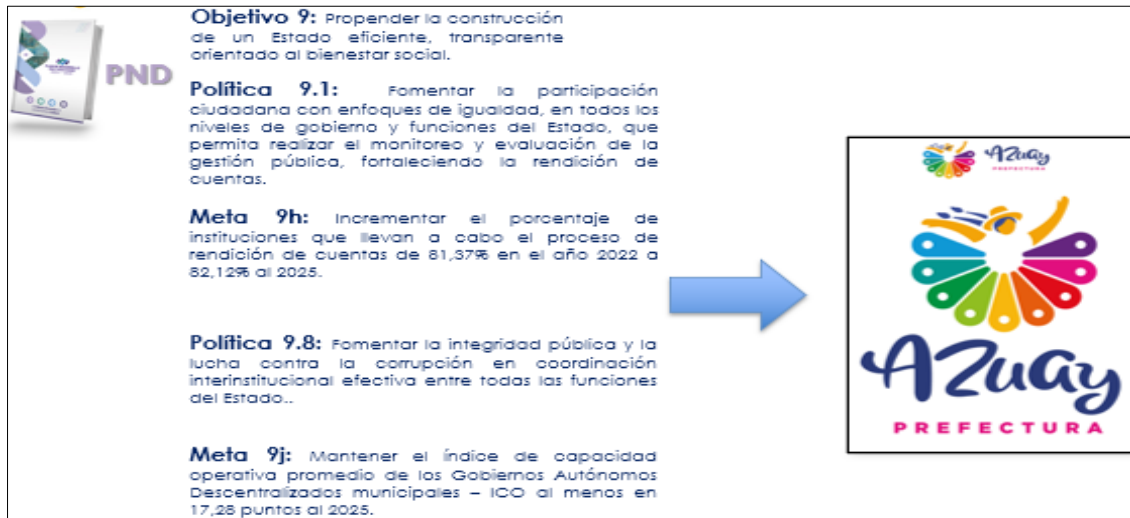 PND
Objetivo 9: Propender la construcción
de un Estado eficiente, transparente
orientado al bienestar social.
Política 9.1: Fomentar la participación
ciudadana con enfoques de igualdad, en todos los
niveles de gobierno y funciones del Estado, que
permita realizar el monitoreo y evaluación de la
gestión pública, fortaleciendo la rendición de
cuentas.
Meta 9h: Incrementar el porcentaje de
instituciones que llevan a cabo el proceso de
rendición de cuentas de 81,37% en el año 2022 a
82,12% al 2025.
Política 9.8: Fomentar la integridad pública y la
lucha contra la corrupción en coordinación
interinstitucional efectiva entre todas las funciones
del Estado..
Meta 9j: Mantener el índice de capacidad
operativa promedio de los Gobiernos Autónomos
Descentralizados municipales – ICO al menos en
17,28 puntos al 2025.
AZUAY
PREFECTURA
AZUAY
PREFECTURA